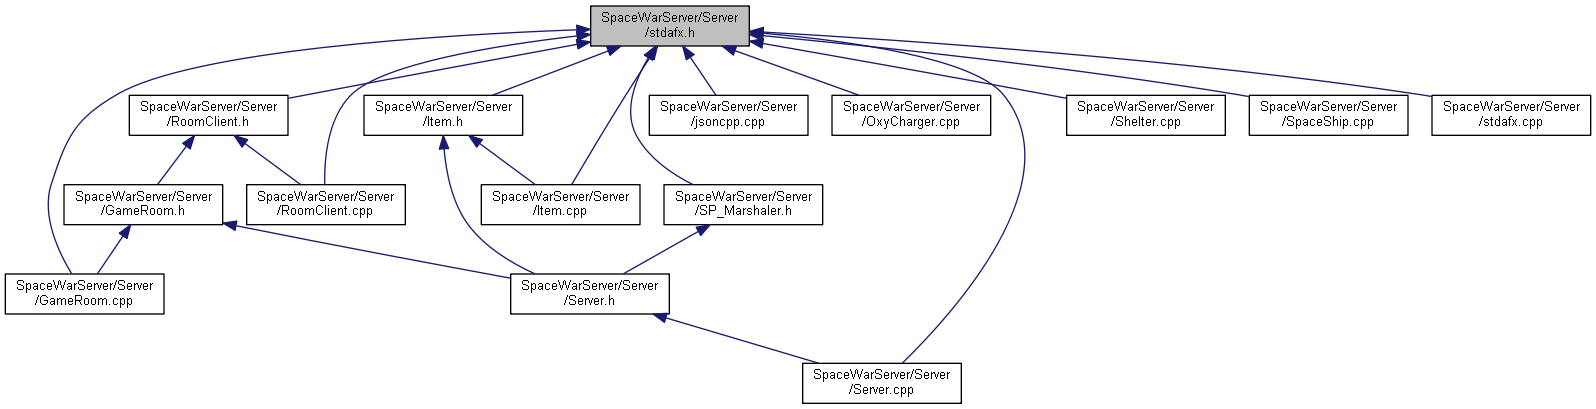 SpaceWarServer/Server
/stdafx.h
SpaceWarServer/Server
/RoomClient.h
SpaceWarServer/Server
/Item.h
SpaceWarServer/Server
/jsoncpp.cpp
SpaceWarServer/Server
/OxyCharger.cpp
SpaceWarServer/Server
/Shelter.cpp
SpaceWarServer/Server
/SpaceShip.cpp
SpaceWarServer/Server
/stdafx.cpp
SpaceWarServer/Server
/GameRoom.h
SpaceWarServer/Server
/RoomClient.cpp
SpaceWarServer/Server
/Item.cpp
SpaceWarServer/Server
/SP_Marshaler.h
SpaceWarServer/Server
/GameRoom.cpp
SpaceWarServer/Server
/Server.h
SpaceWarServer/Server
/Server.cpp